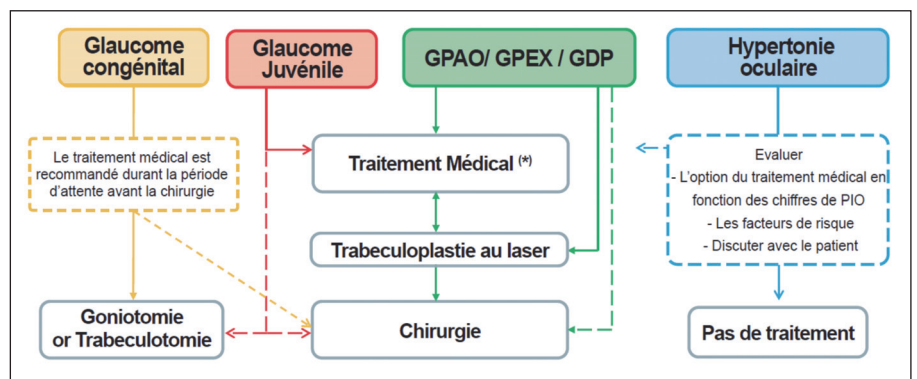 Glaucome
congénital
Glaucome
Juvénile
GPAO/ GPEX / GDP
Hypertonie
oculaire
Le traitement médical est
recommandé durant la période
d'attente avant la chirurgie
Traitement Médical (*)
Evaluer
- L'option du traitement médical en
fonction des chiffres de PIO
- Les facteurs de risque
- Discuter avec le patient
Trabeculoplastie au laser
Goniotomie
or Trabeculotomie
Chirurgie
Pas de traitement